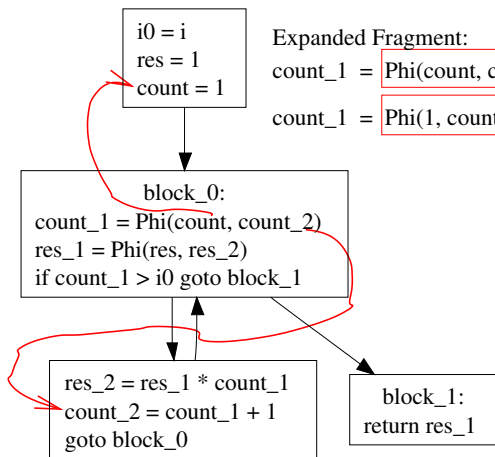 i0 = i
res = 1
count = 1
Expanded Fragment:
count_1 = Phi(count, c
count_1 = Phi(1, count
block_0:
count_1 = Phi(count, count_2)
res_1 = Phi(res, res_2)
if count_1 > i0 goto block_1
res_2 = res_1 * count_1
count_2 = count_1 + 1
goto block_0
block_1:
return res_1